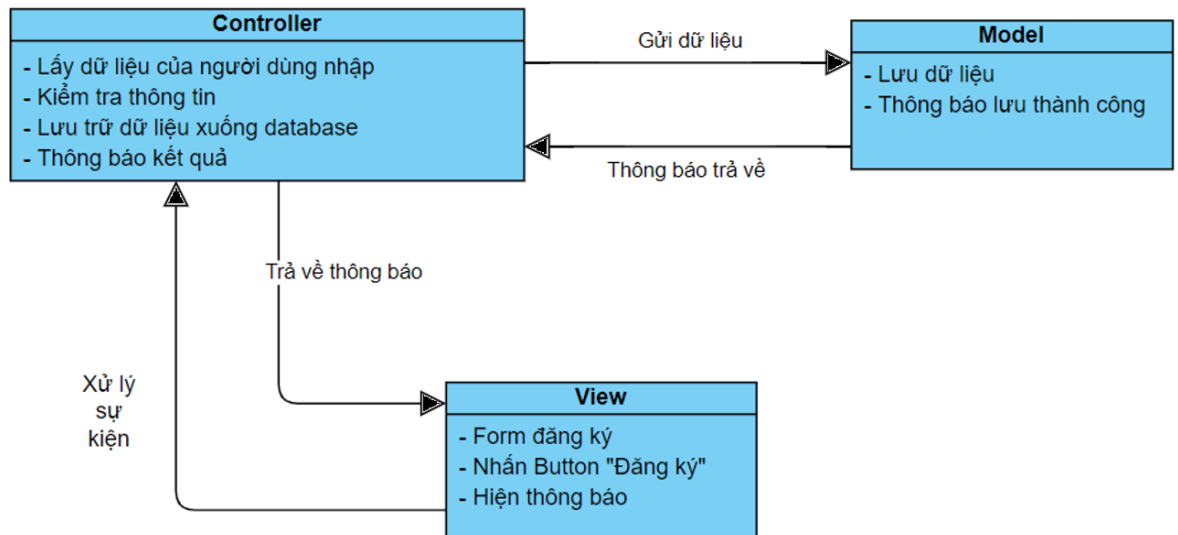 Controller
- Lấy dữ liệu của người dùng nhập
- Kiểm tra thông tin
- Lưu trữ dữ liệu xuống database
- Thông báo kết quả
Gửi dữ liệu
Model
- Lưu dữ liệu
- Thông báo lưu thành công
Thông báo trả về
Trả về thông báo
Xử lý
sự
kiện
View
- Form đăng ký
- Nhấn Button "Đăng ký"
- Hiện thông báo